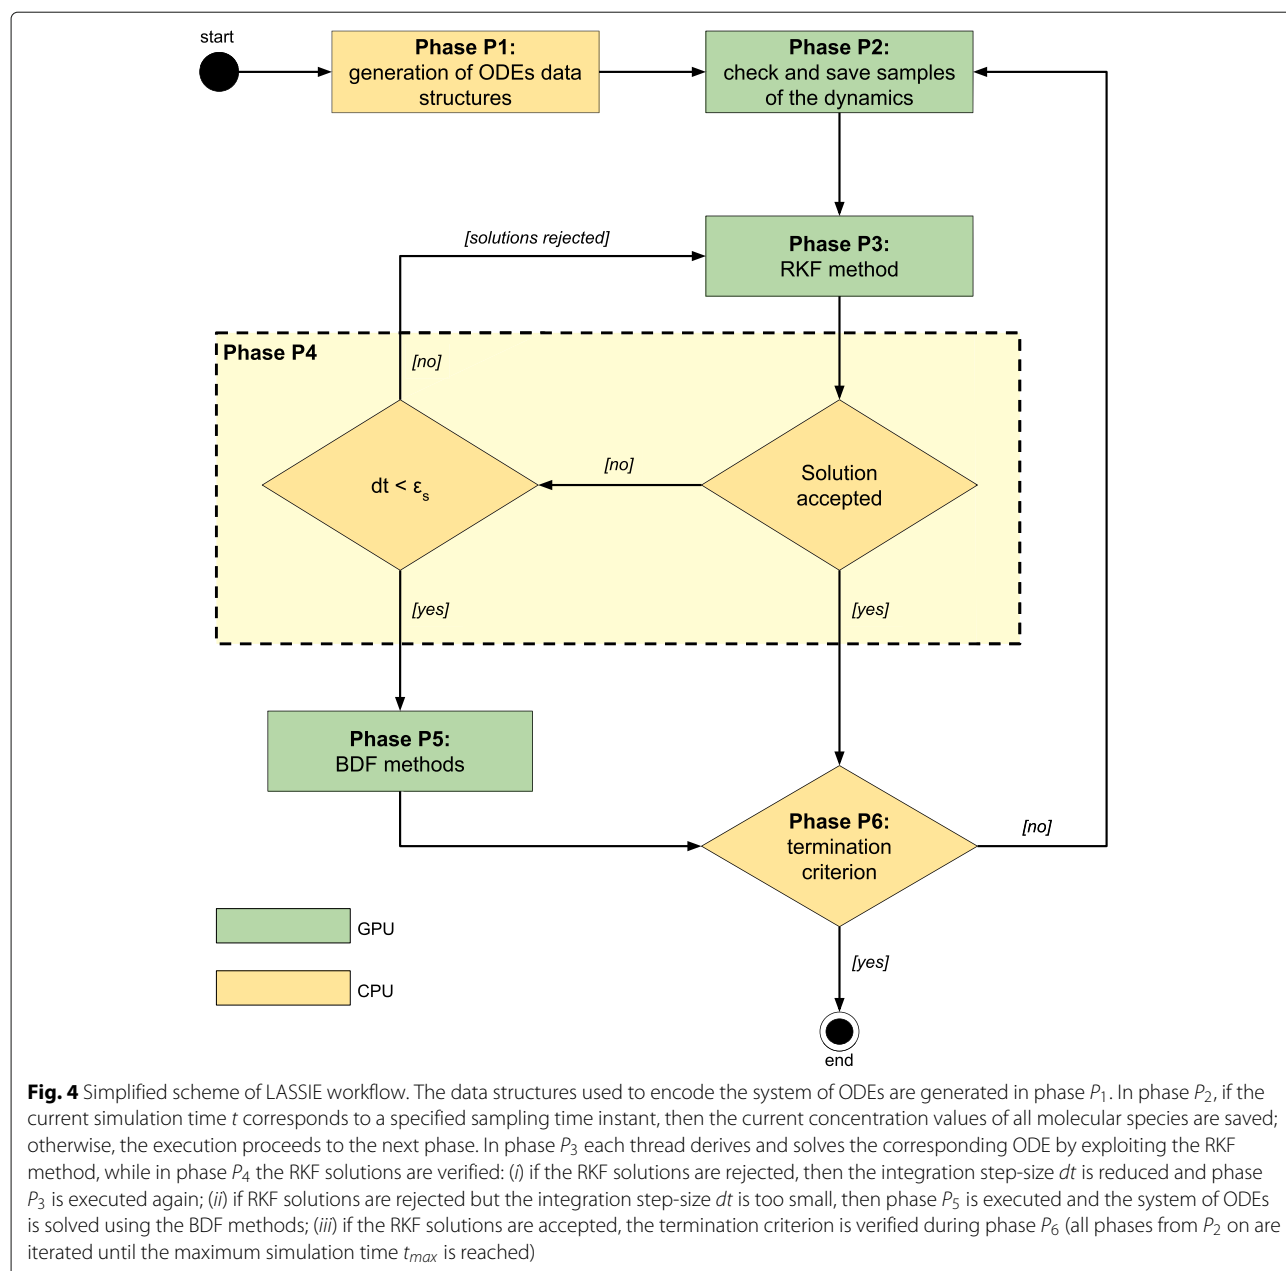 start
Phase P1:
generation of ODEs data
structures
Phase P2:
check and save samples
of the dynamics
[solutions rejected]
Phase P3:
RKF method
Phase P4
[no]
dt < εs
[no]
Solution
accepted
[yes]
[yes]
Phase P5:
BDF methods
Phase P6:
termination
criterion
[no]
GPU
CPU
[yes]
end
Fig. 4 Simplified scheme of LASSIE workflow. The data structures used to encode the system of ODEs are generated in phase P1. In phase P2, if the
current simulation time t corresponds to a specified sampling time instant, then the current concentration values of all molecular species are saved;
otherwise, the execution proceeds to the next phase. In phase P3 each thread derives and solves the corresponding ODE by exploiting the RKF
method, while in phase P4 the RKF solutions are verified: (i) if the RKF solutions are rejected, then the integration step-size dt is reduced and phase
P3 is executed again; (ii) if RKF solutions are rejected but the integration step-size dt is too small, then phase P5 is executed and the system of ODEs
is solved using the BDF methods; (iii) if the RKF solutions are accepted, the termination criterion is verified during phase P6 (all phases from P2 on are
iterated until the maximum simulation time tmax is reached)